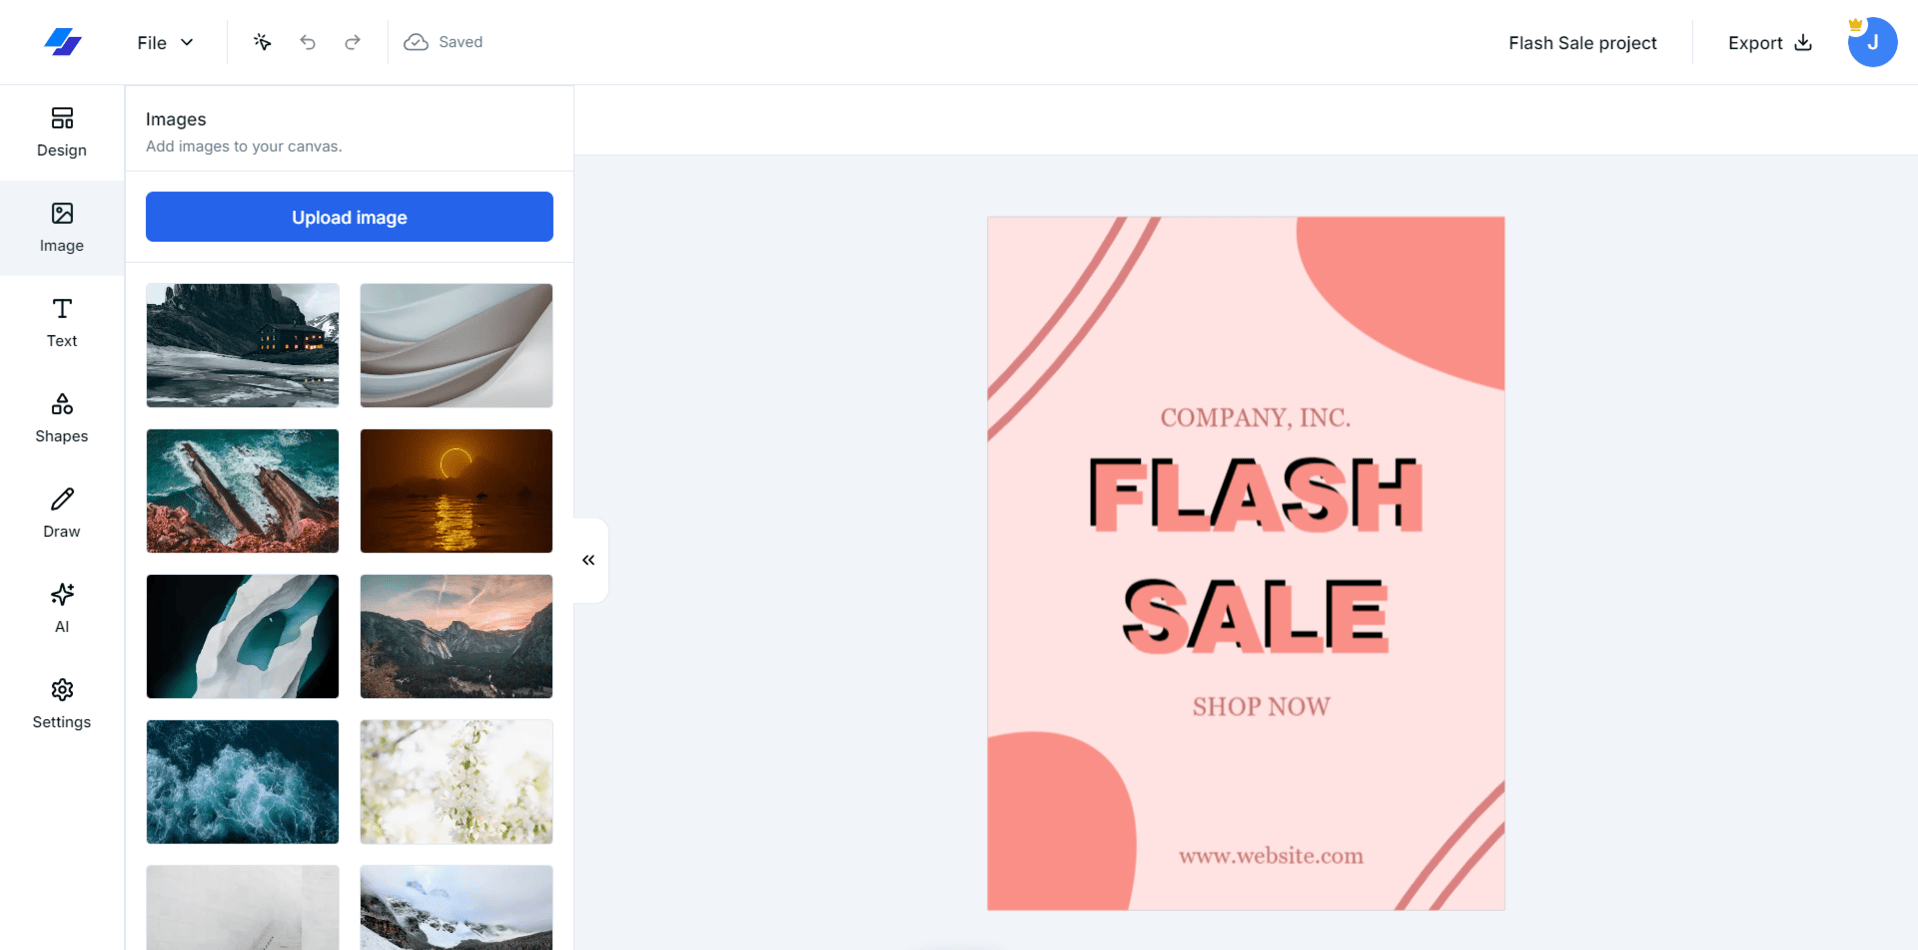 File
Saved
Flash Sale project
Export
J
Design
Image
Text
Shapes
Draw
AI
Settings
Images
Add images to your canvas.
Upload image
COMPANY, INC.
FLASH
SALE
SHOP NOW
www.website.com